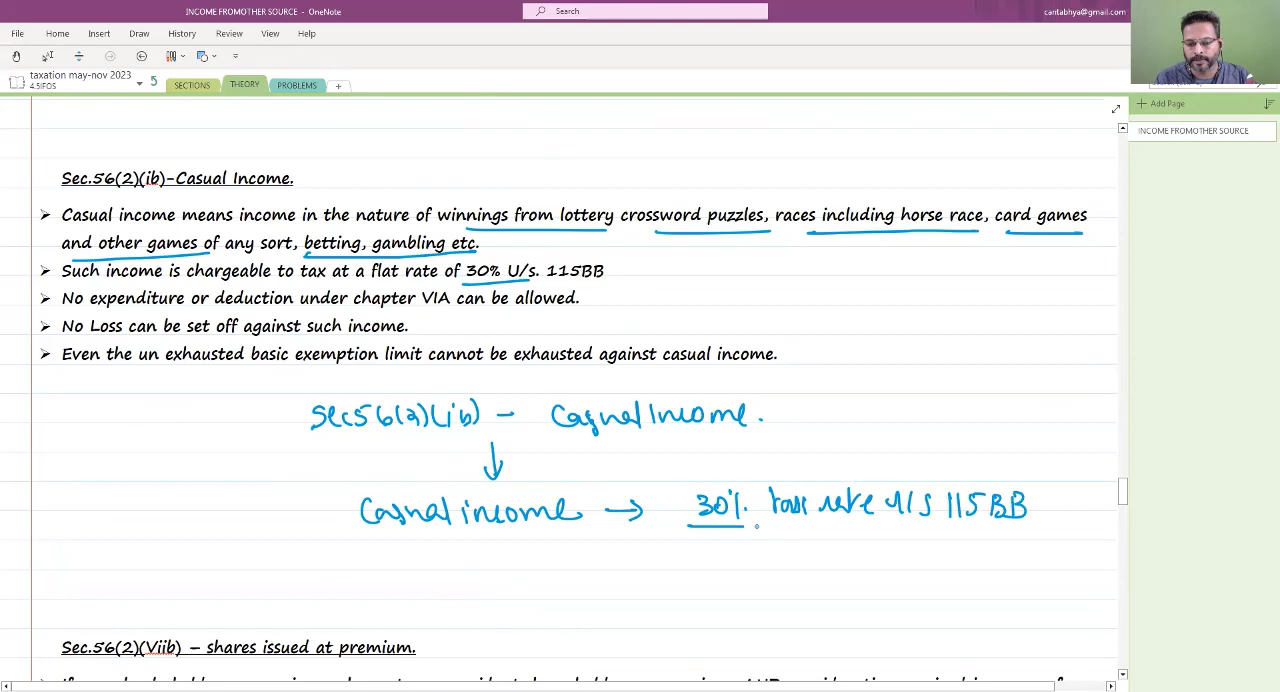 INCOME FROMOTHER SOURCE - OneNote
Search
cantabhya@gmail.com
File Home Insert Draw History Review View Help
taxation may-nov 2023
4.5IFOS
SECTIONS THEORY PROBLEMS
Add Page
INCOME FROMOTHER SOURCE
Sec.56(2)(ib)-Casual Income.
➢ Casual income means income in the nature of winnings from lottery crossword puzzles, races including horse race, card games
and other games of any sort, betting, gambling etc.
➢ Such income is chargeable to tax at a flat rate of 30% U/s. 115BB
➢ No expenditure or deduction under chapter VIA can be allowed.
➢ No Loss can be set off against such income.
➢ Even the un exhausted basic exemption limit cannot be exhausted against casual income.
Sec56(2)(ib) - Casual Income.
Casual income → 30% tax rate u/s 115BB
Sec.56(2)(Viib) – shares issued at premium.